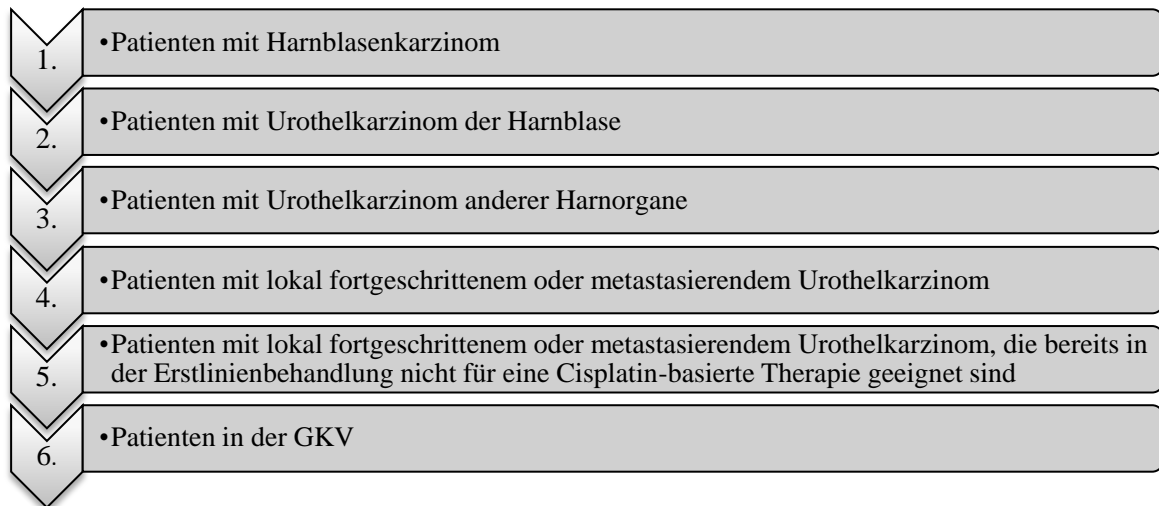 1.
•Patienten mit Harnblasenkarzinom
2.
•Patienten mit Urothelkarzinom der Harnblase
3.
•Patienten mit Urothelkarzinom anderer Harnorgane
4.
•Patienten mit lokal fortgeschrittenem oder metastasierendem Urothelkarzinom
5.
•Patienten mit lokal fortgeschrittenem oder metastasierendem Urothelkarzinom, die bereits in
der Erstlinienbehandlung nicht für eine Cisplatin-basierte Therapie geeignet sind
6.
•Patienten in der GKV